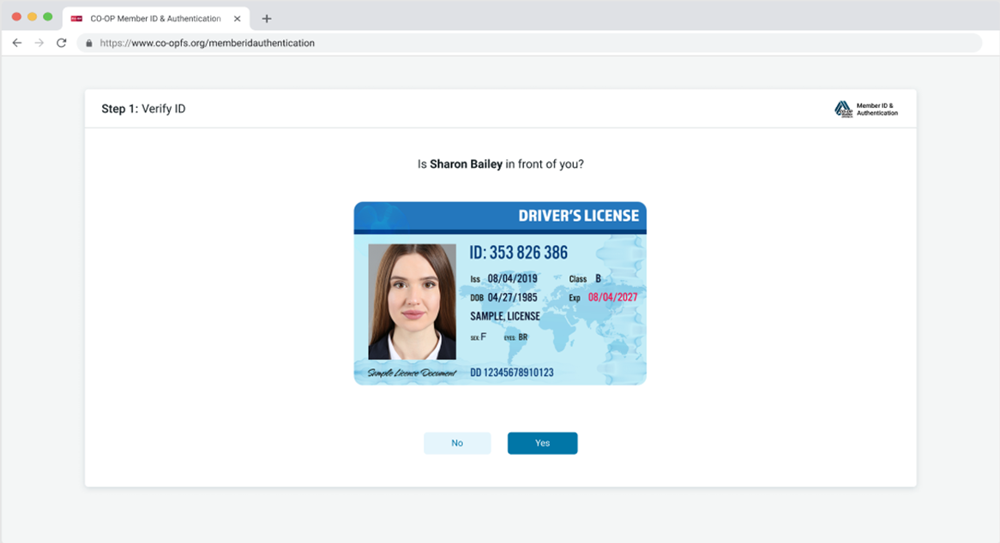 CO-OP Member ID & Authentication
https://www.co-opfs.org/memberidauthentication
Step 1: Verify ID
Member ID &
Authentication
Is Sharon Bailey in front of you?
DRIVER'S LICENSE
ID: 353 826 386
Iss 08/04/2019 Class B
DOB 04/27/1985 Exp 08/04/2027
SAMPLE, LICENSE
SEX: F EYES: BR
Sample Licence Document DD 12345678910123
No Yes